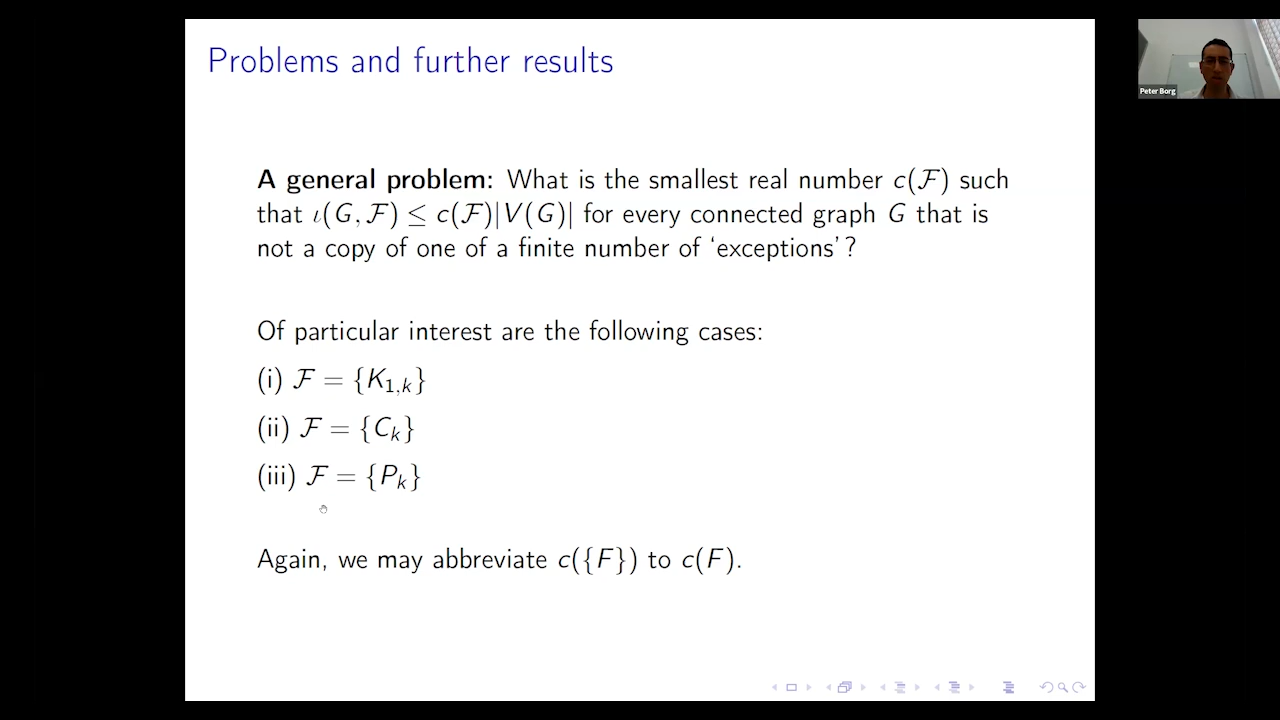 Problems and further results
Peter Borg
A general problem: What is the smallest real number c(ℱ) such
that ι(G, ℱ) ≤ c(ℱ)|V(G)| for every connected graph G that is
not a copy of one of a finite number of ‘exceptions’?
Of particular interest are the following cases:
(i) ℱ = {K₁,ₖ}
(ii) ℱ = {Cₖ}
(iii) ℱ = {Pₖ}
Again, we may abbreviate c({F}) to c(F).